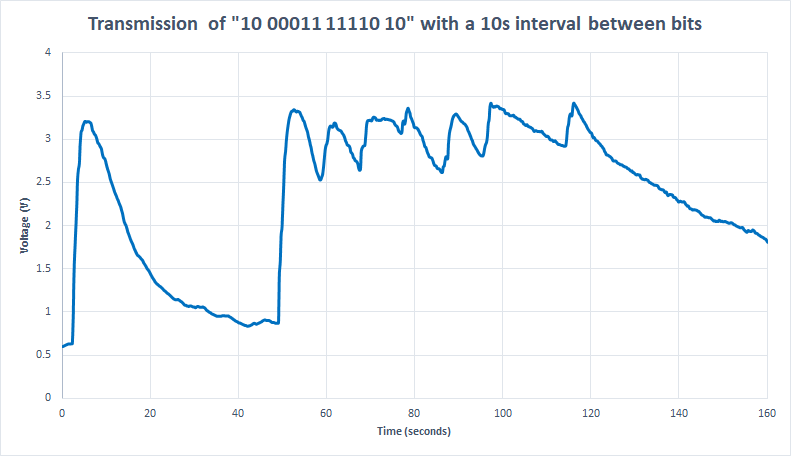 Transmission of "10 00011 11110 10" with a 10s interval between bits
4
3.5
3
2.5
2
1.5
1
0.5
0
Voltage (V)
0 20 40 60 80 100 120 140 160
Time (seconds)